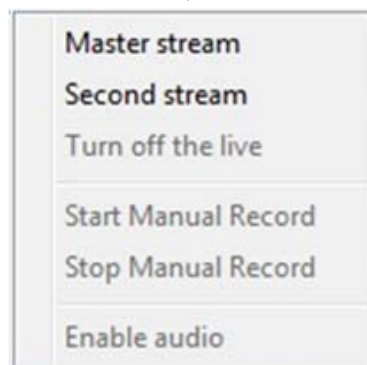 Master stream
Second stream
Turn off the live
Start Manual Record
Stop Manual Record
Enable audio